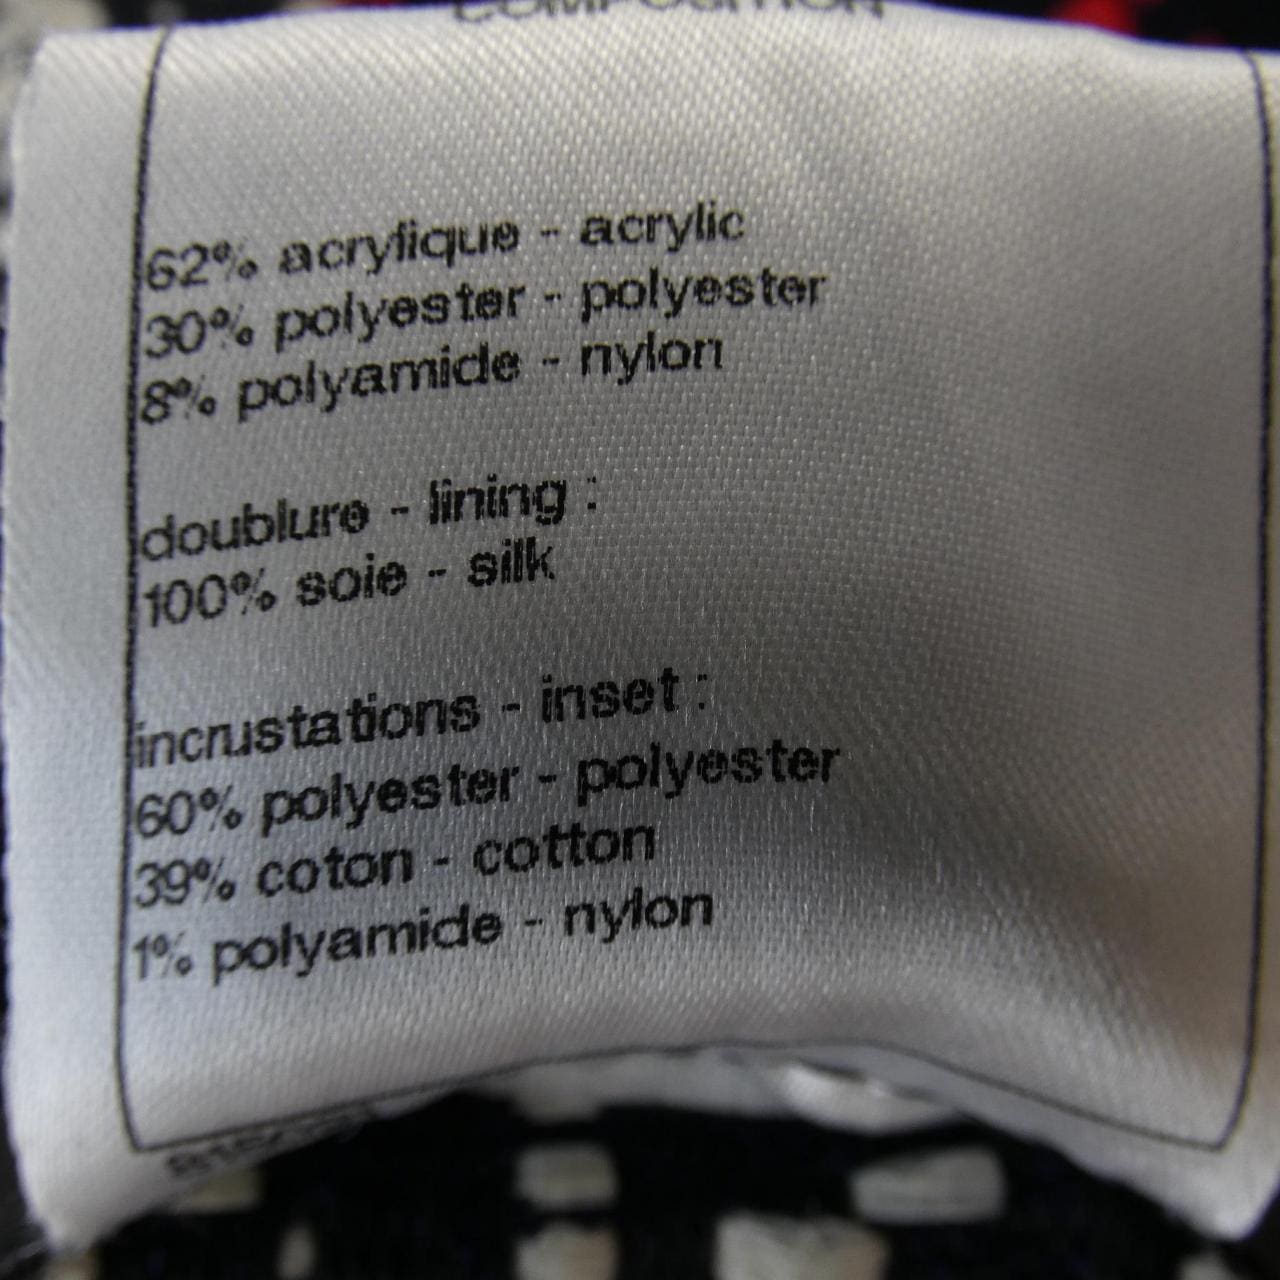 COMPOSITION
62% acrylique - acrylic
30% polyester - polyester
8% polyamide - nylon
doublure - lining :
100% soie - silk
incrustations - inset :
60% polyester - polyester
39% coton - cotton
1% polyamide - nylon